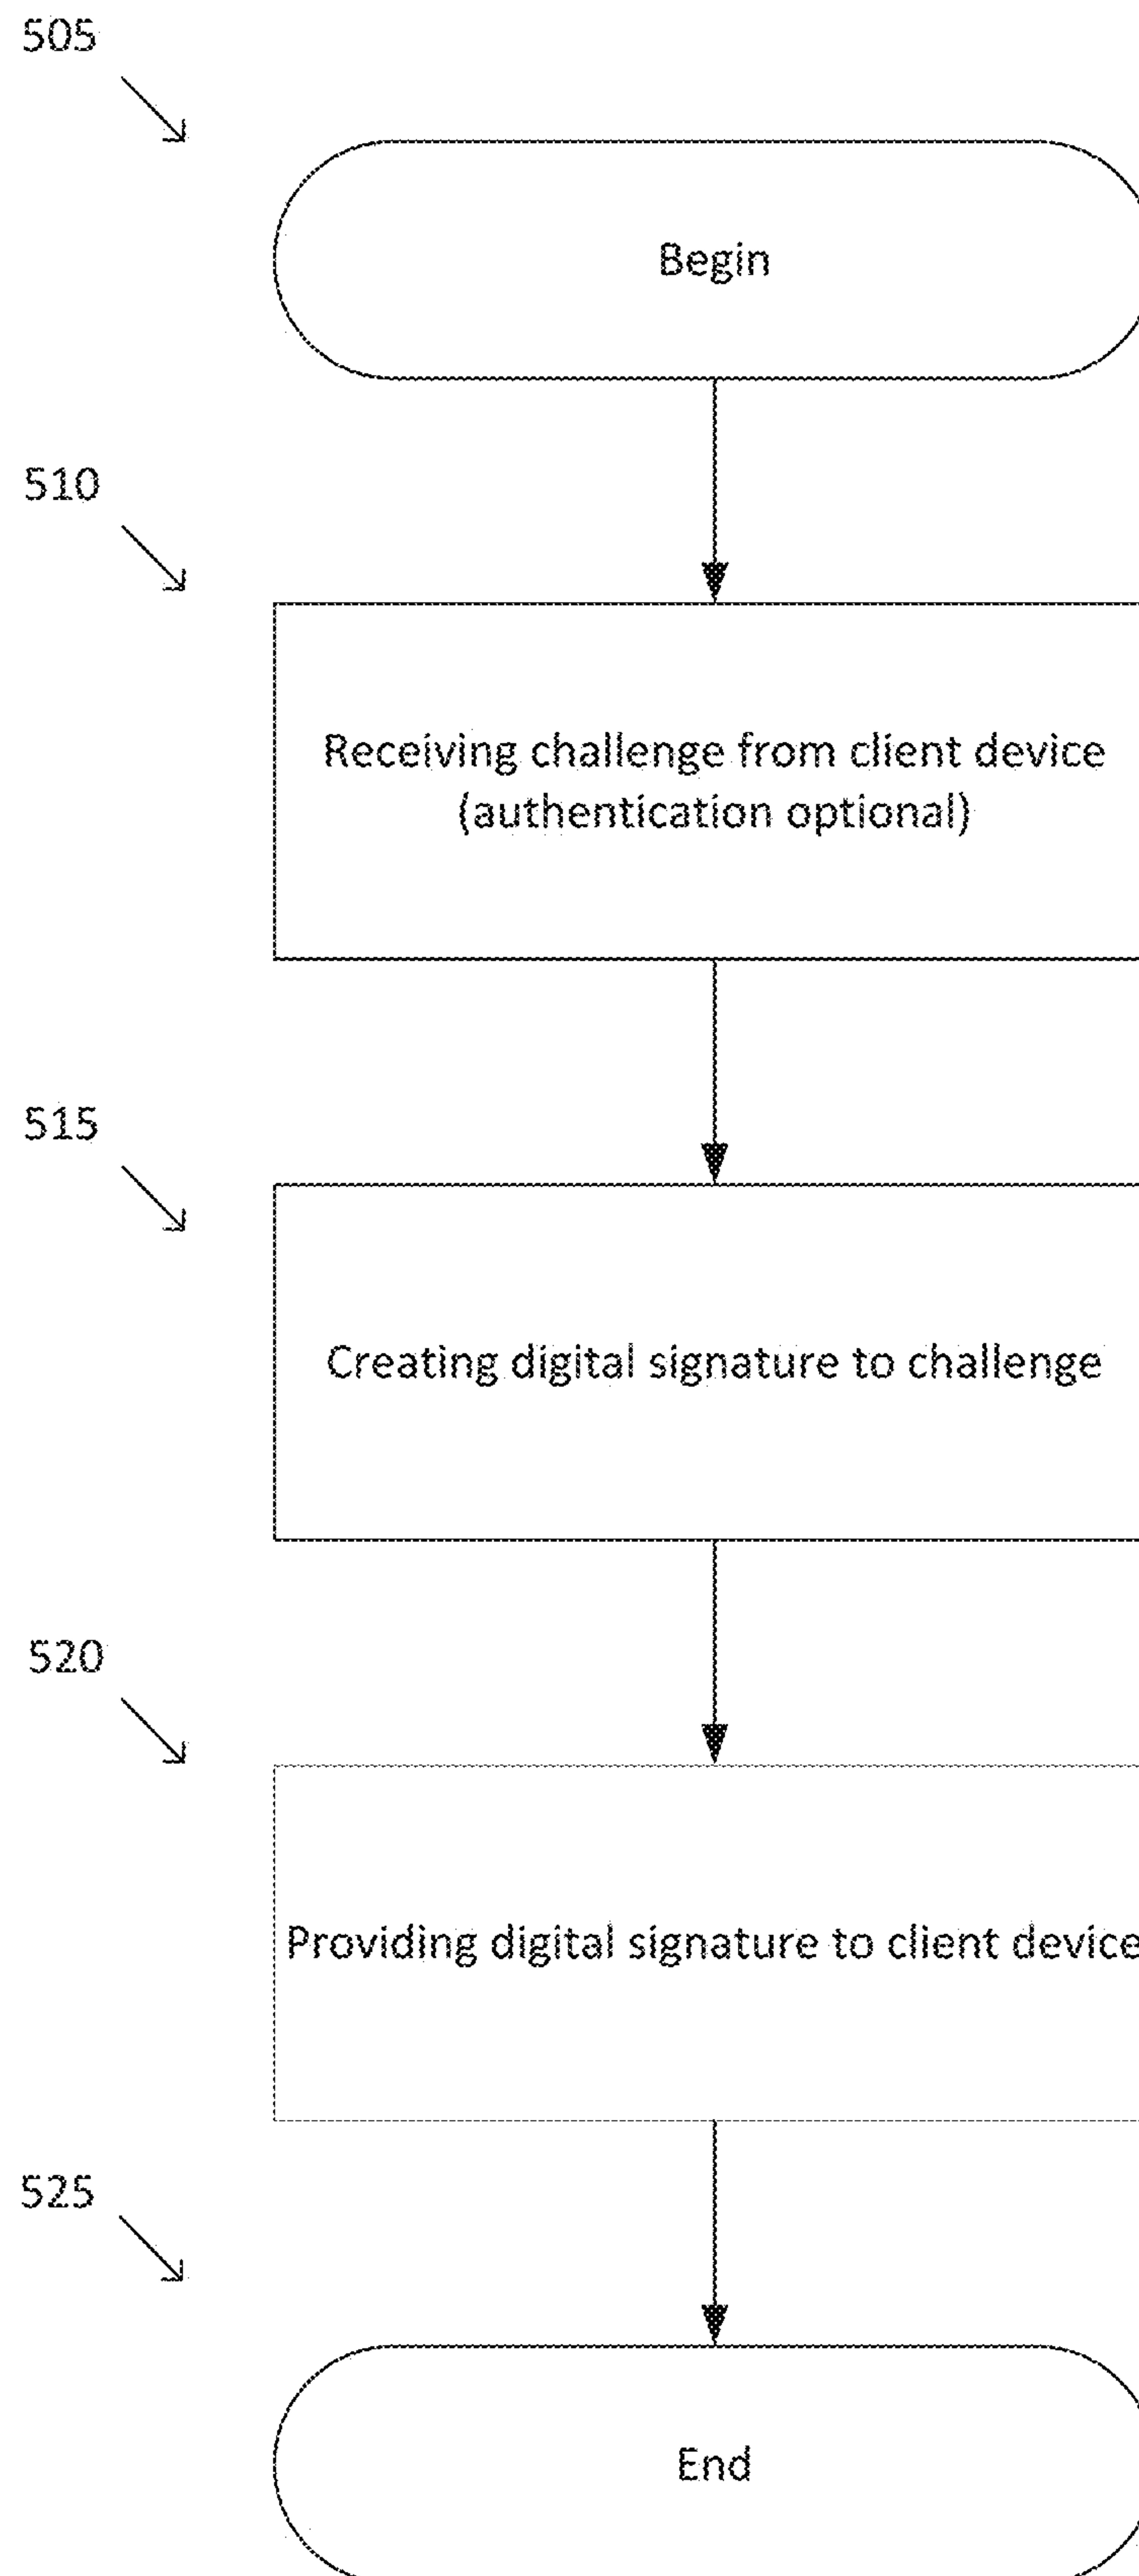 505
Begin
510
Receiving challenge from client device
(authentication optional)
515
Creating digital signature to challenge
520
Providing digital signature to client device
525
End